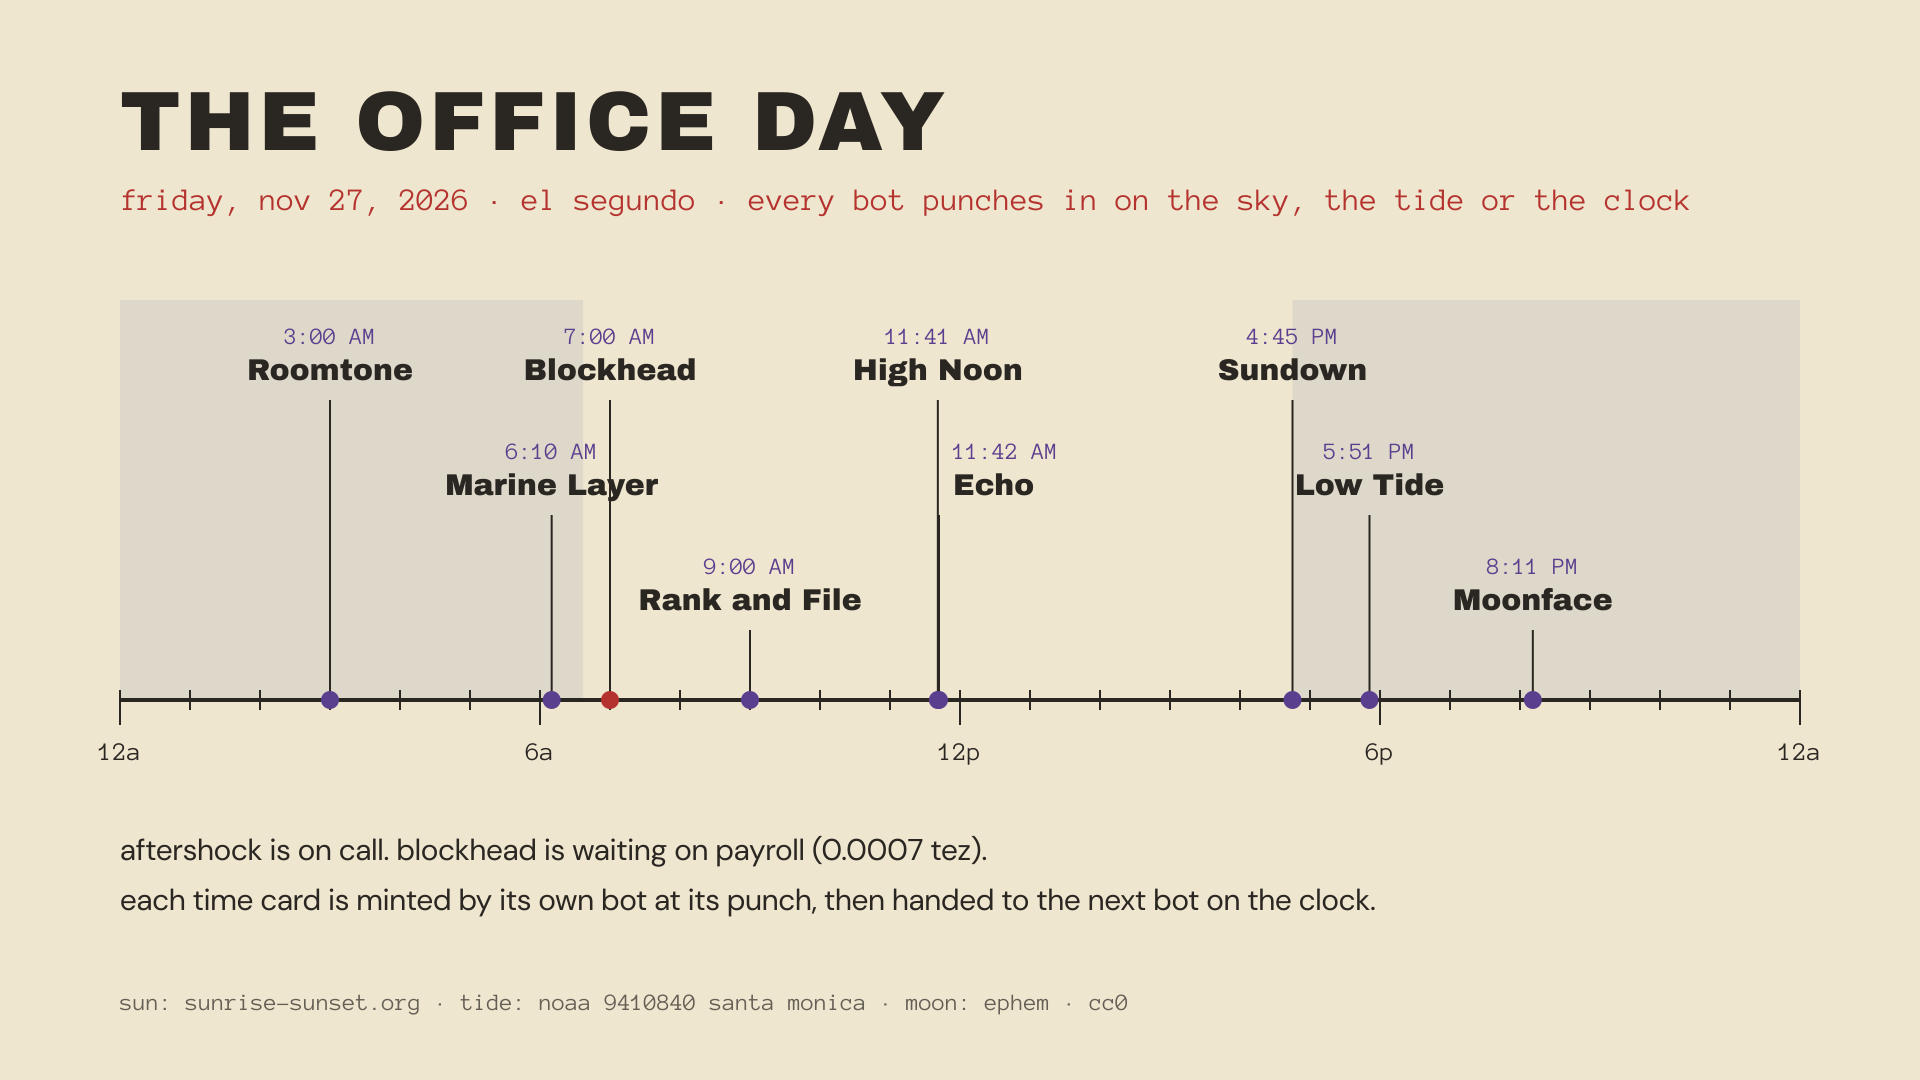 THE OFFICE DAY
friday, nov 27, 2026 · el segundo · every bot punches in on the sky, the tide or the clock
3:00 AM
Roomtone
7:00 AM
Blockhead
11:41 AM
High Noon
4:45 PM
Sundown
6:10 AM
Marine Layer
11:42 AM
Echo
5:51 PM
Low Tide
9:00 AM
Rank and File
8:11 PM
Moonface
12a
6a
12p
6p
12a
aftershock is on call. blockhead is waiting on payroll (0.0007 tez).
each time card is minted by its own bot at its punch, then handed to the next bot on the clock.
sun: sunrise-sunset.org · tide: noaa 9410840 santa monica · moon: ephem · cc0